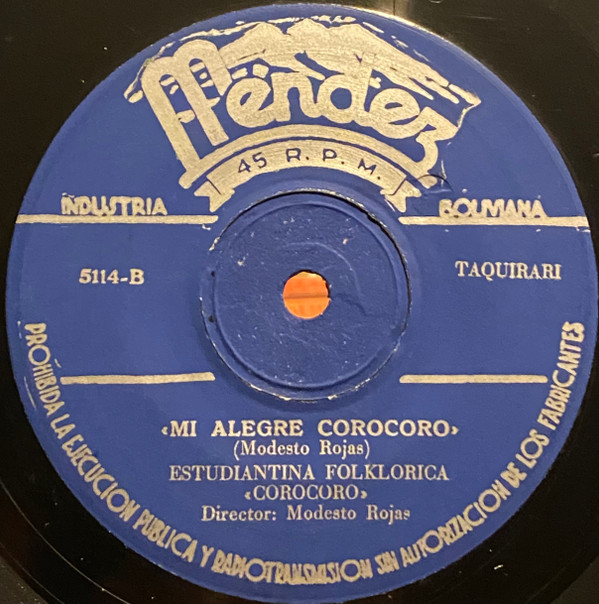 Méndez
45 R. P. M.
INDUSTRIA BOLIVIANA
5114-B
TAQUIRARI
«MI ALEGRE COROCORO»
(Modesto Rojas)
ESTUDIANTINA FOLKLORICA
«COROCORO»
Director: Modesto Rojas
PROHIBIDA LA EJECUCION PUBLICA Y RADIOTRANSMISION SIN AUTORIZACION DE LOS FABRICANTES